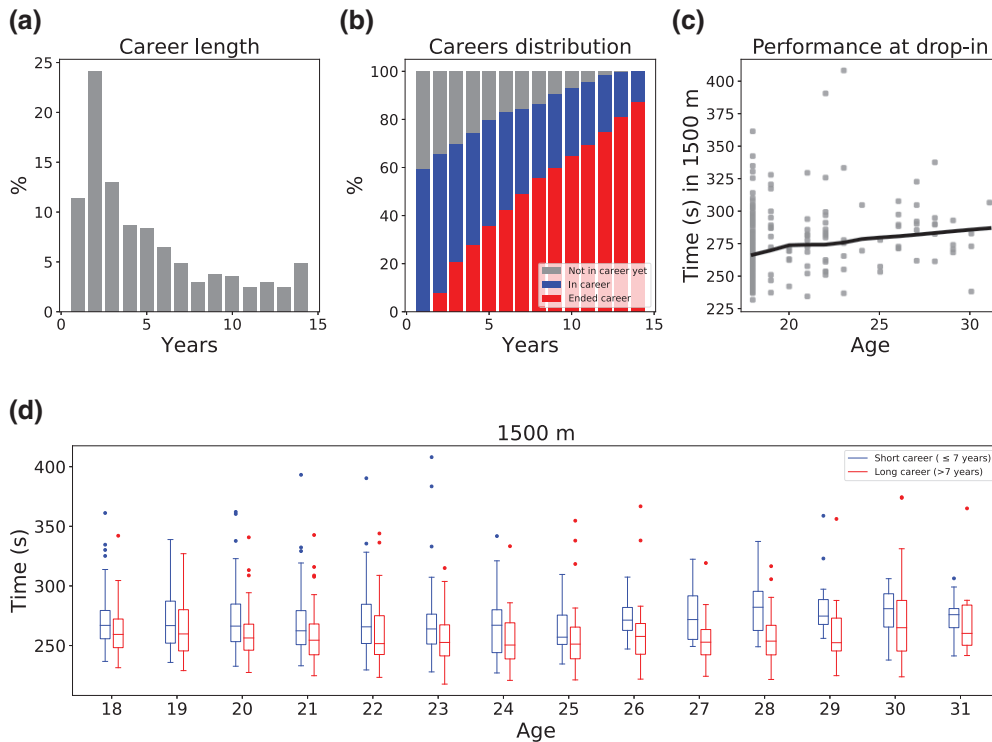 (a)
Career length
25
20
15
10
5
0
%
0 5 10 15
Years
(b)
Careers distribution
100
80
60
40
20
0
%
Not in career yet
In career
Ended career
0 5 10 15
Years
(c)
Performance at drop-in
400
375
350
325
300
275
250
225
Time (s) in 1500 m
20 25 30
Age
(d)
1500 m
Short career ( ≤ 7 years)
Long career (>7 years)
400
350
300
250
Time (s)
18 19 20 21 22 23 24 25 26 27 28 29 30 31
Age